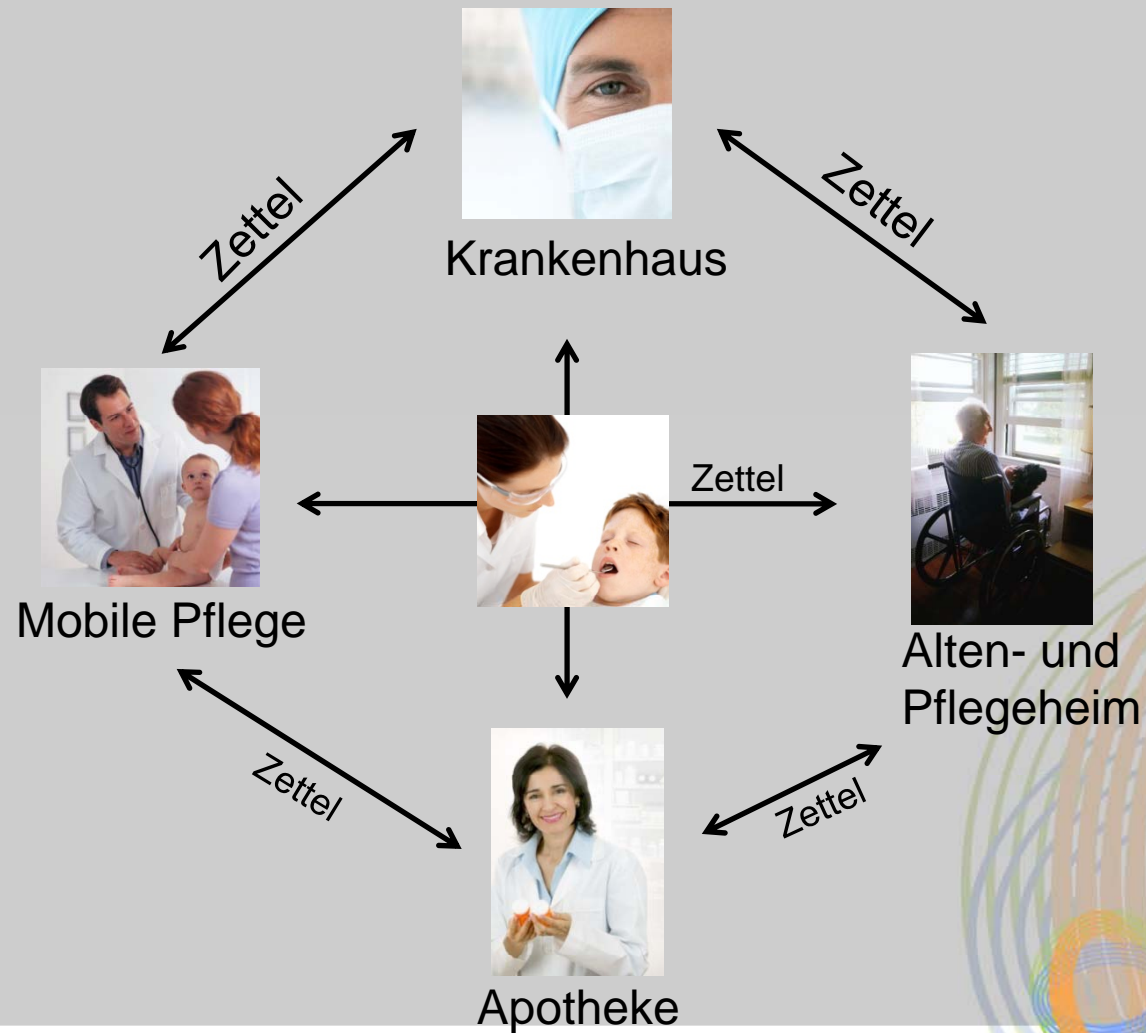 Zettel
Zettel
Krankenhaus
Zettel
Mobile Pflege
Alten- und
Pflegeheim
Zettel
Zettel
Apotheke